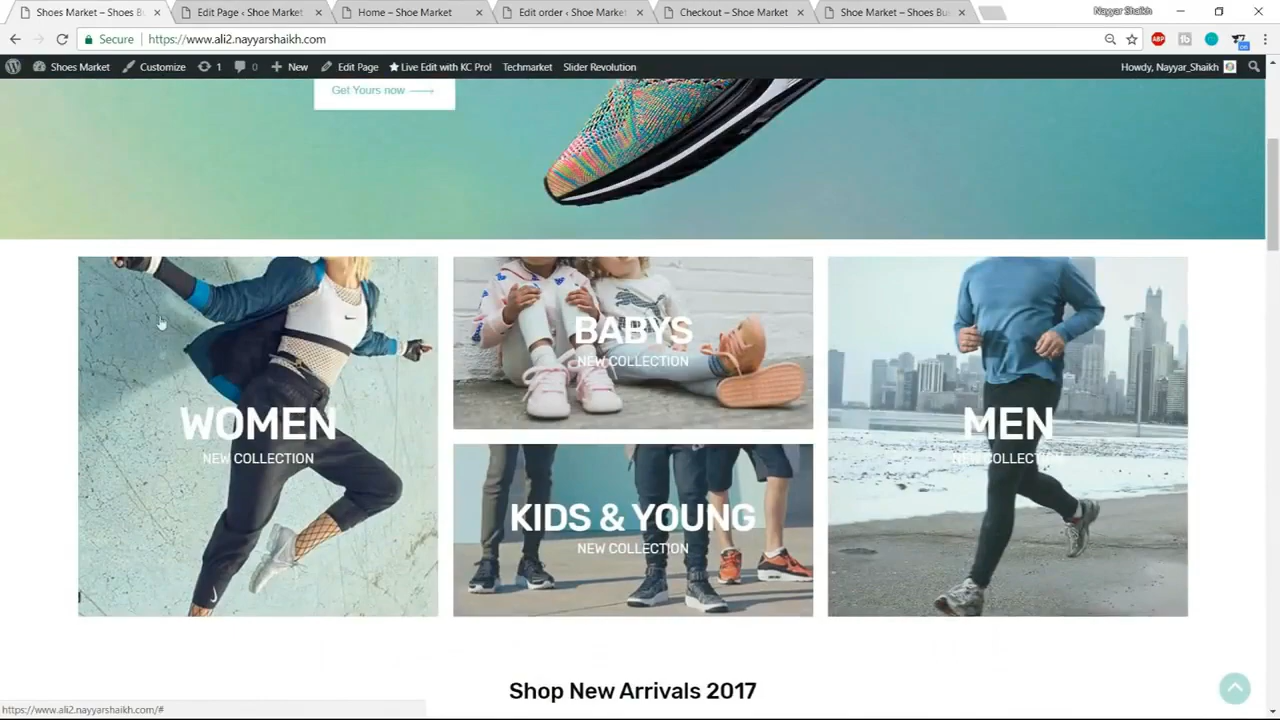 Shoes Market – Shoes Bu
Edit Page ‹ Shoe Market
Home – Shoe Market
Edit order ‹ Shoe Market
Checkout – Shoe Market
Shoe Market – Shoes Bu
Nayyar Shaikh
Secure
https://www.ali2.nayyarshaikh.com
ABP
Shoes Market
Customize
1
0
New
Edit Page
Live Edit with KC Pro!
Techmarket
Slider Revolution
Howdy, Nayyar_Shaikh
Get Yours now
WOMEN
NEW COLLECTION
BABYS
NEW COLLECTION
KIDS & YOUNG
NEW COLLECTION
MEN
NEW COLLECTION
Shop New Arrivals 2017
https://www.ali2.nayyarshaikh.com/#